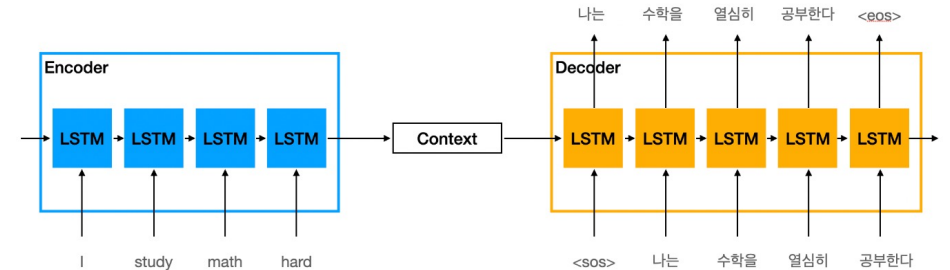 나는 수학을 열심히 공부한다 <eos>
Encoder Decoder
LSTM LSTM LSTM LSTM Context LSTM LSTM LSTM LSTM LSTM
I study math hard <sos> 나는 수학을 열심히 공부한다